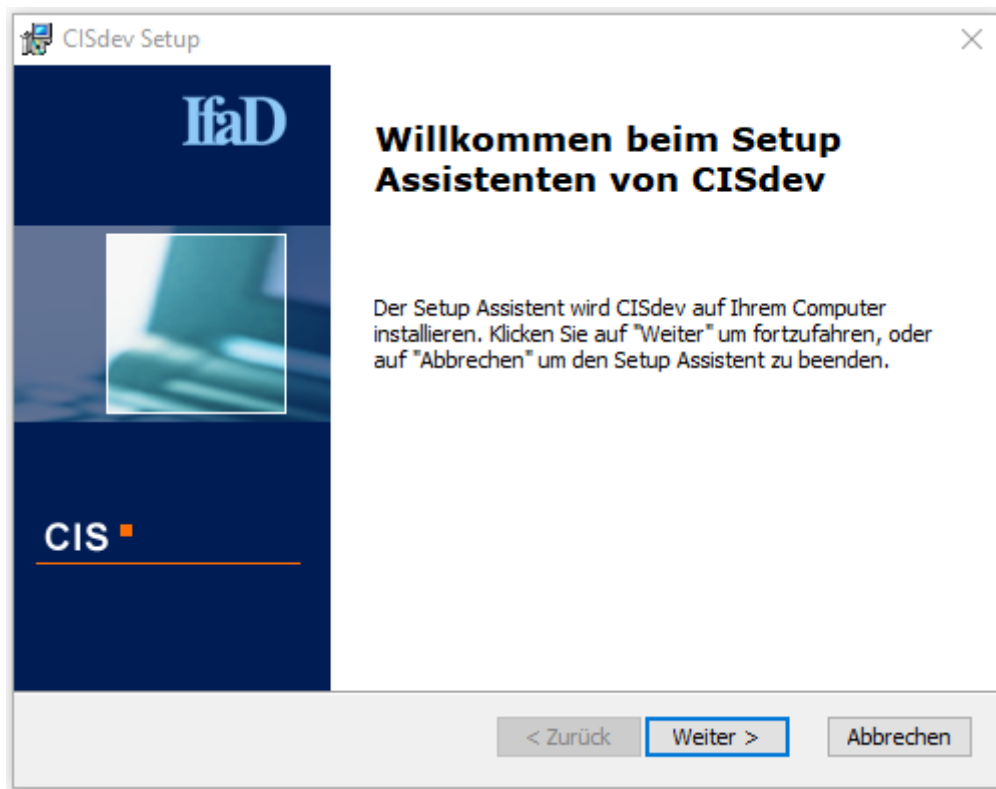 CISdev Setup
IfaD
Willkommen beim Setup
Assistenten von CISdev
Der Setup Assistent wird CISdev auf Ihrem Computer
installieren. Klicken Sie auf "Weiter" um fortzufahren, oder
auf "Abbrechen" um den Setup Assistent zu beenden.
CIS
< Zurück Weiter > Abbrechen